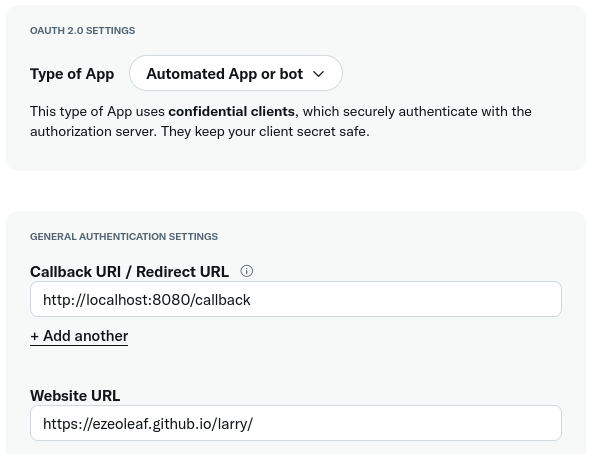 OAUTH 2.0 SETTINGS
Type of App Automated App or bot
This type of App uses confidential clients, which securely authenticate with the
authorization server. They keep your client secret safe.
GENERAL AUTHENTICATION SETTINGS
Callback URI / Redirect URL
http://localhost:8080/callback
+ Add another
Website URL
https://ezeoleaf.github.io/larry/